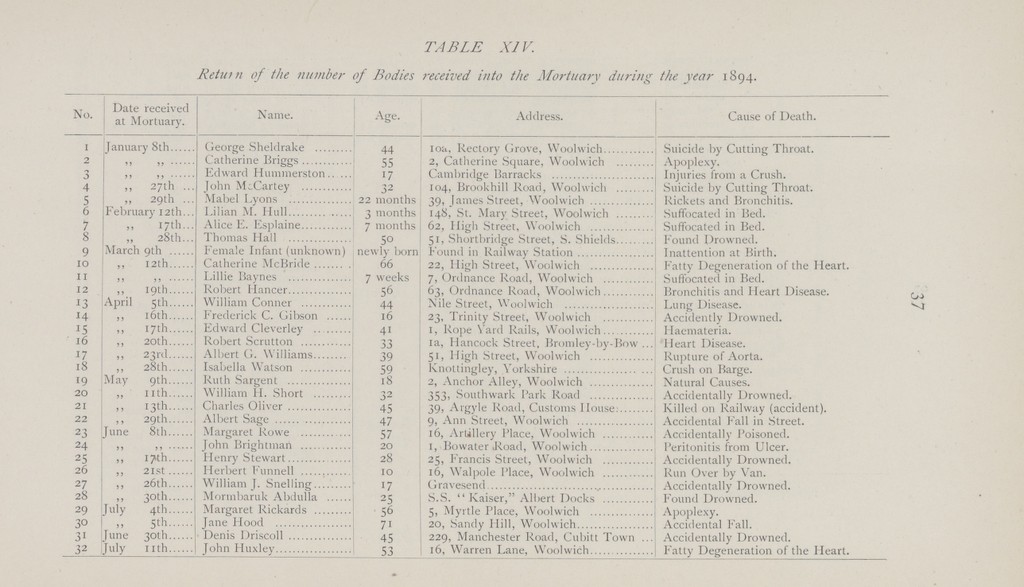 TABLE XIV.
Return of the number of Bodies received into the Mortuary during the year 1894.
No. Date received at Mortuary. Name. Age. Address. Cause of Death.
1 January 8th...... George Sheldrake ......... 44 10a, Rectory Grove, Woolwich............ Suicide by Cutting Throat.
2 ,, ,, ...... Catherine Briggs ............ 55 2, Catherine Square, Woolwich ......... Apoplexy.
3 ,, ,, ...... Edward Hummerston...... 17 Cambridge Barracks ........................ Injuries from a Crush.
4 ,, 27th ... John McCartey ............ 32 104, Brookhill Road, Woolwich ......... Suicide by Cutting Throat.
5 ,, 29th ... Mabel Lyons ............... 22 months 39, James Street, Woolwich ............... Rickets and Bronchitis.
6 February 12th... Lilian M. Hull............... 3 months 148, St. Mary Street, Woolwich ......... Suffocated in Bed.
7 ,, 17th... Alice E. Esplaine............ 7 months 62, High Street, Woolwich ............... Suffocated in Bed.
8 ,, 28th... Thomas Hall ............... 50 51, Shortbridge Street, S. Shields......... Found Drowned.
9 March 9th ...... Female Infant (unknown) newly born Found in Railway Station .................. Inattention at Birth.
10 ,, 12th...... Catherine McBride ......... 66 22, High Street, Woolwich ............... Fatty Degeneration of the Heart.
11 ,, ,, ...... Lillie Baynes ............... 7 weeks 7, Ordnance Road, Woolwich ............ Suffocated in Bed.
12 ,, 19th...... Robert Hancer............... 56 63, Ordnance Road, Woolwich............ Bronchitis and Heart Disease.
13 April 5th...... William Conner ............ 44 Nile Street, Woolwich ..................... Lung Disease.
14 ,, 16th...... Frederick C. Gibson ...... 16 23, Trinity Street, Woolwich ............ Accidently Drowned.
15 ,, 17th...... Edward Cleverley ......... 41 1, Rope Yard Rails, Woolwich............ Haemateria.
16 ,, 20th...... Robert Scrutton ............ 33 1a, Hancock Street, Bromley-by-Bow ... Heart Disease.
17 ,, 23rd...... Albert G. Williams......... 39 51, High Street, Woolwich ............... Rupture of Aorta.
18 ,, 28th...... Isabella Watson ............ 59 Knottingley, Yorkshire ..................... Crush on Barge.
19 May 9th...... Ruth Sargent ............... 18 2, Anchor Alley, Woolwich ............... Natural Causes.
20 ,, 11th...... William H. Short ......... 32 353, Southwark Park Road ............... Accidentally Drowned.
21 ,, 13th...... Charles Oliver ............... 45 39, Argyle Road, Customs House......... Killed on Railway (accident).
22 ,, 29th...... Albert Sage .................. 47 9, Ann Street, Woolwich .................. Accidental Fall in Street.
23 June 8th...... Margaret Rowe ............ 57 16, Artillery Place, Woolwich ............ Accidentally Poisoned.
24 ,, ,, ...... John Brightman ............ 20 1, Bowater Road, Woolwich............... Peritonitis from Ulcer.
25 ,, 17th...... Henry Stewart............... 28 25, Francis Street, Woolwich ............ Accidentally Drowned.
26 ,, 21st ...... Herbert Funnell ............ 10 16, Walpole Place, Woolwich ............ Run Over by Van.
27 ,, 26th...... William J. Snelling......... 17 Gravesend....................................... Accidentally Drowned.
28 ,, 30th...... Mormbaruk Abdulla ...... 25 S.S. "Kaiser," Albert Docks ............ Found Drowned.
29 July 4th...... Margaret Rickards ......... 56 5, Myrtle Place, Woolwich ............... Apoplexy.
30 ,, 5th...... Jane Hood .................. 71 20, Sandy Hill, Woolwich.................. Accidental Fall.
31 June 30th...... Denis Driscoll ............... 45 229, Manchester Road, Cubitt Town ... Accidentally Drowned.
32 July 11th...... John Huxley.................. 53 16, Warren Lane, Woolwich............... Fatty Degeneration of the Heart.
37